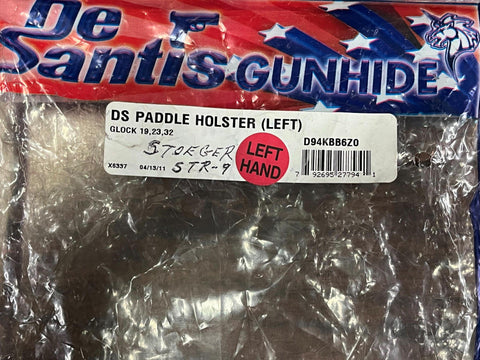 De
Santis GUNHIDE
DS PADDLE HOLSTER (LEFT)
GLOCK 19,23,32
D94KBB6Z0
STOEGER
STR-9
LEFT
HAND
X6337 04/13/11
7 92695 27794 1